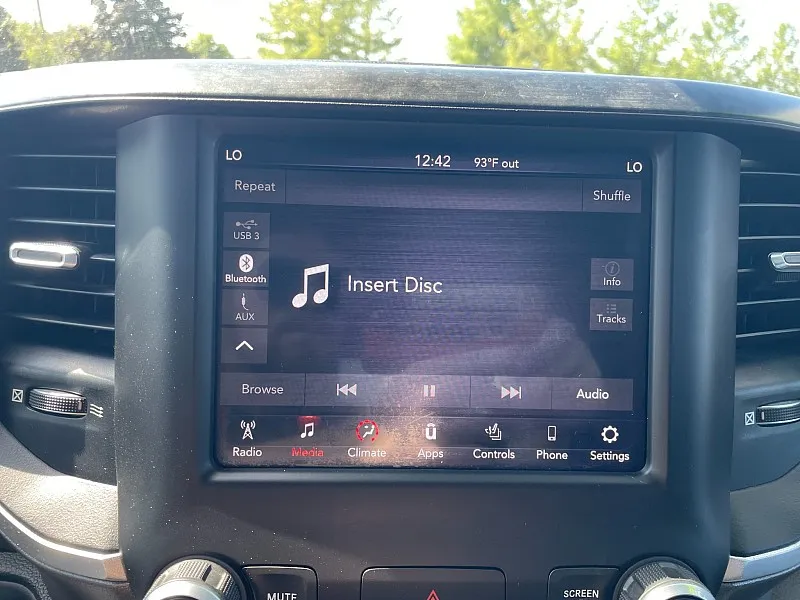 LO 12:42 93°F out LO
Repeat Shuffle
USB 3
Bluetooth
AUX
Insert Disc
Info
Tracks
Browse Audio
Radio Media Climate Apps Controls Phone Settings
MUTE SCREEN